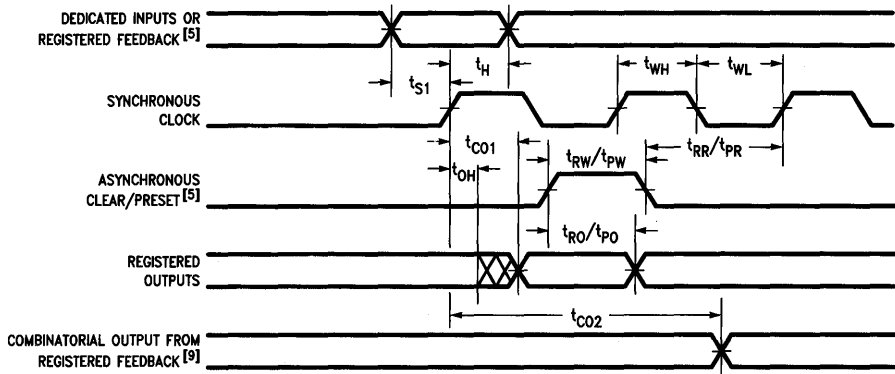 DEDICATED INPUTS OR
REGISTERED FEEDBACK [5]
tS1
tH
tWH
tWL
SYNCHRONOUS
CLOCK
tCO1
tOH
tRW/tPW
tRR/tPR
ASYNCHRONOUS
CLEAR/PRESET[5]
tRO/tPO
REGISTERED
OUTPUTS
tCO2
COMBINATORIAL OUTPUT FROM
REGISTERED FEEDBACK [9]